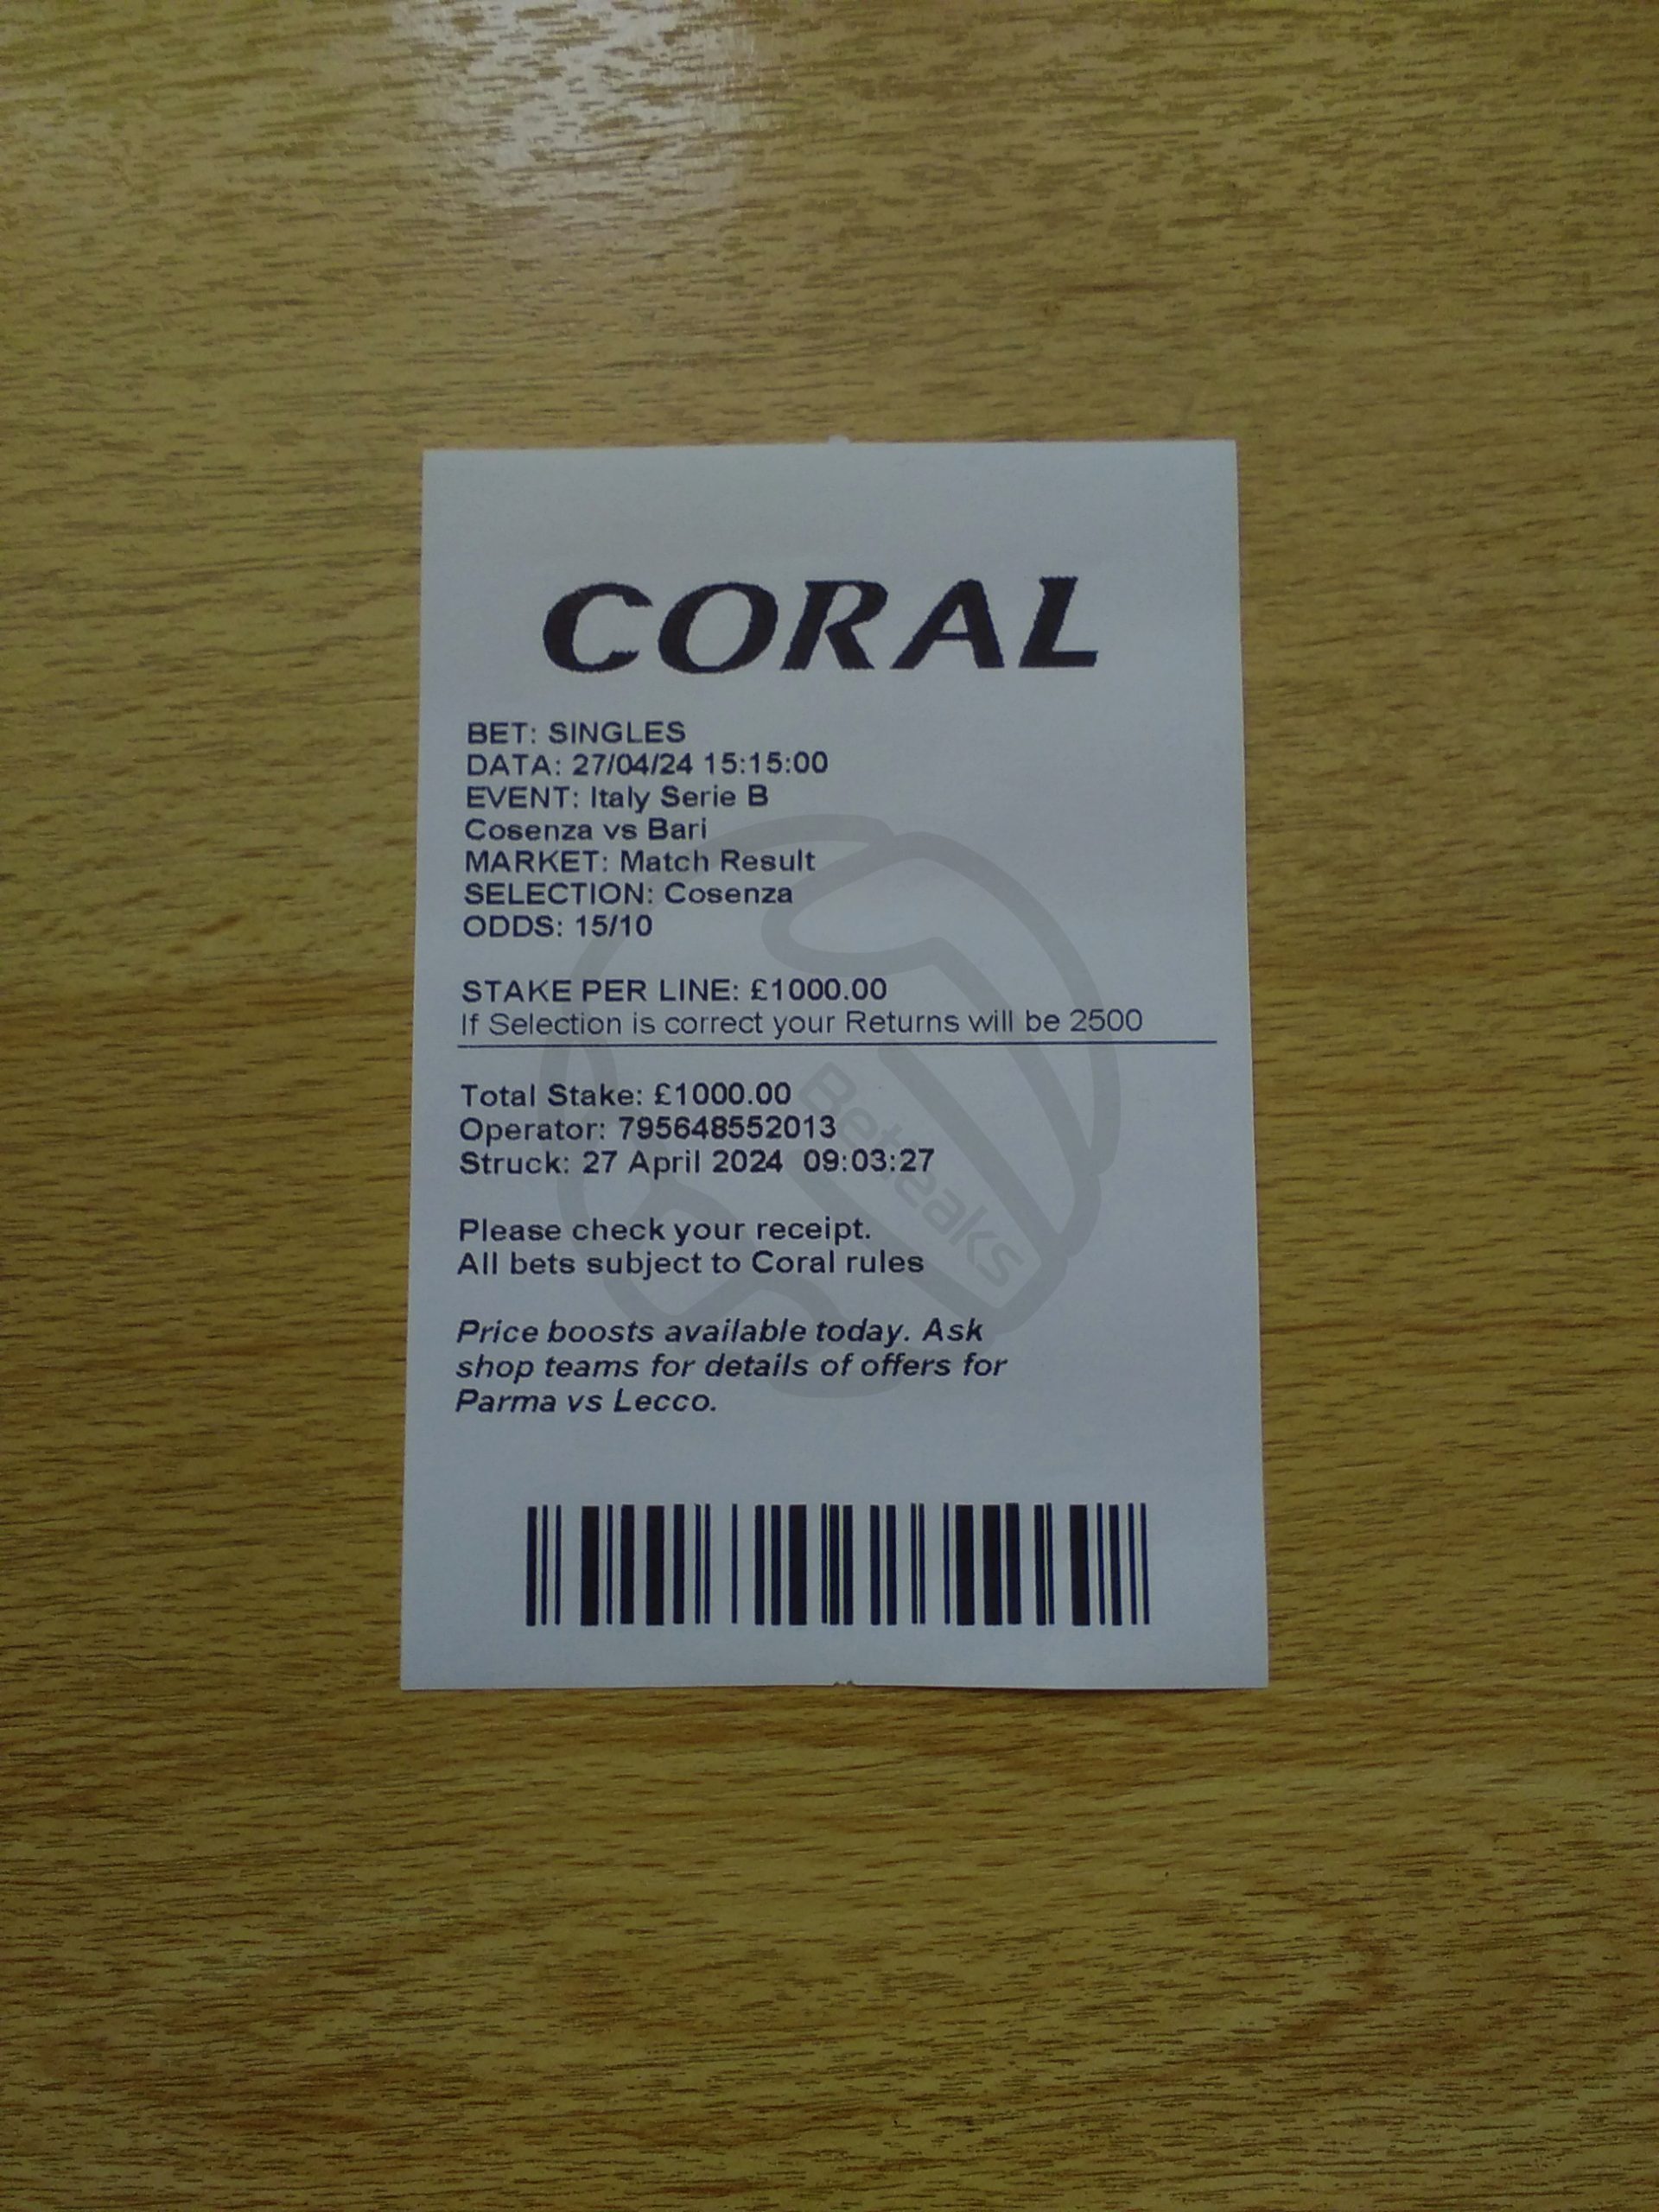 CORAL
BET: SINGLES
DATA: 27/04/24 15:15:00
EVENT: Italy Serie B
Cosenza vs Bari
MARKET: Match Result
SELECTION: Cosenza
ODDS: 15/10
STAKE PER LINE: £1000.00
If Selection is correct your Returns will be 2500
Total Stake: £1000.00
Operator: 795648552013
Struck: 27 April 2024 09:03:27
Please check your receipt.
All bets subject to Coral rules
Price boosts available today. Ask
shop teams for details of offers for
Parma vs Lecco.